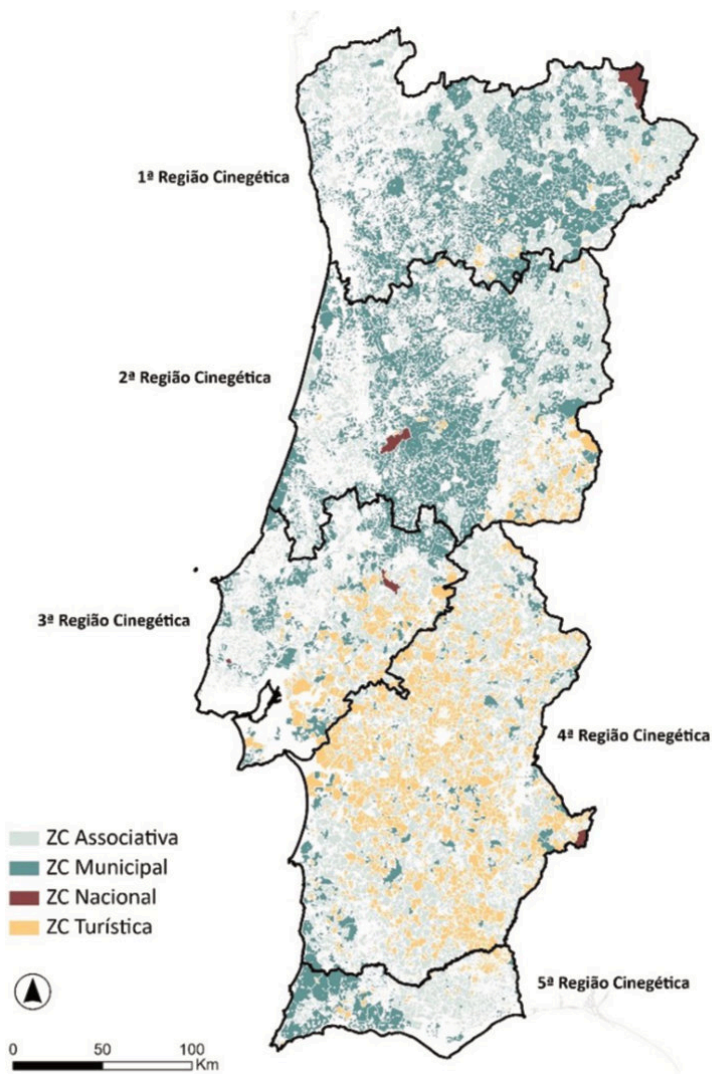 1ª Região Cinegética
2ª Região Cinegética
3ª Região Cinegética
4ª Região Cinegética
ZC Associativa
ZC Municipal
ZC Nacional
ZC Turística
5ª Região Cinegética
0 50 100
Km